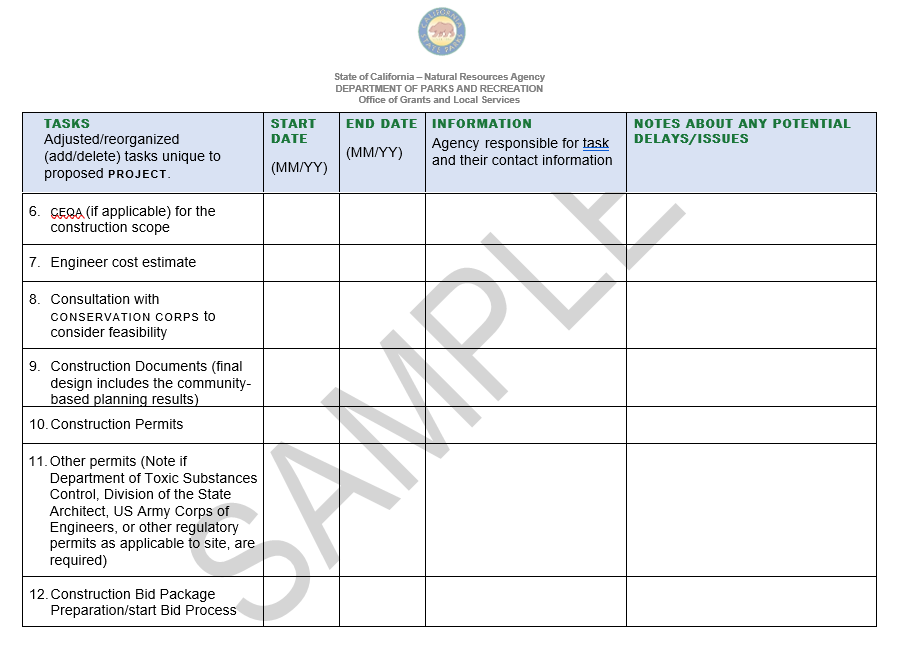 CALIFORNIA
STATE PARKS
State of California – Natural Resources Agency
DEPARTMENT OF PARKS AND RECREATION
Office of Grants and Local Services
TASKS
Adjusted/reorganized
(add/delete) tasks unique to
proposed PROJECT.
START
DATE
(MM/YY)
END DATE
(MM/YY)
INFORMATION
Agency responsible for task
and their contact information
NOTES ABOUT ANY POTENTIAL
DELAYS/ISSUES
6. CEQA (if applicable) for the
construction scope
7. Engineer cost estimate
8. Consultation with
CONSERVATION CORPS to
consider feasibility
9. Construction Documents (final
design includes the community-
based planning results)
10. Construction Permits
11. Other permits (Note if
Department of Toxic Substances
Control, Division of the State
Architect, US Army Corps of
Engineers, or other regulatory
permits as applicable to site, are
required)
12. Construction Bid Package
Preparation/start Bid Process
SAMPLE